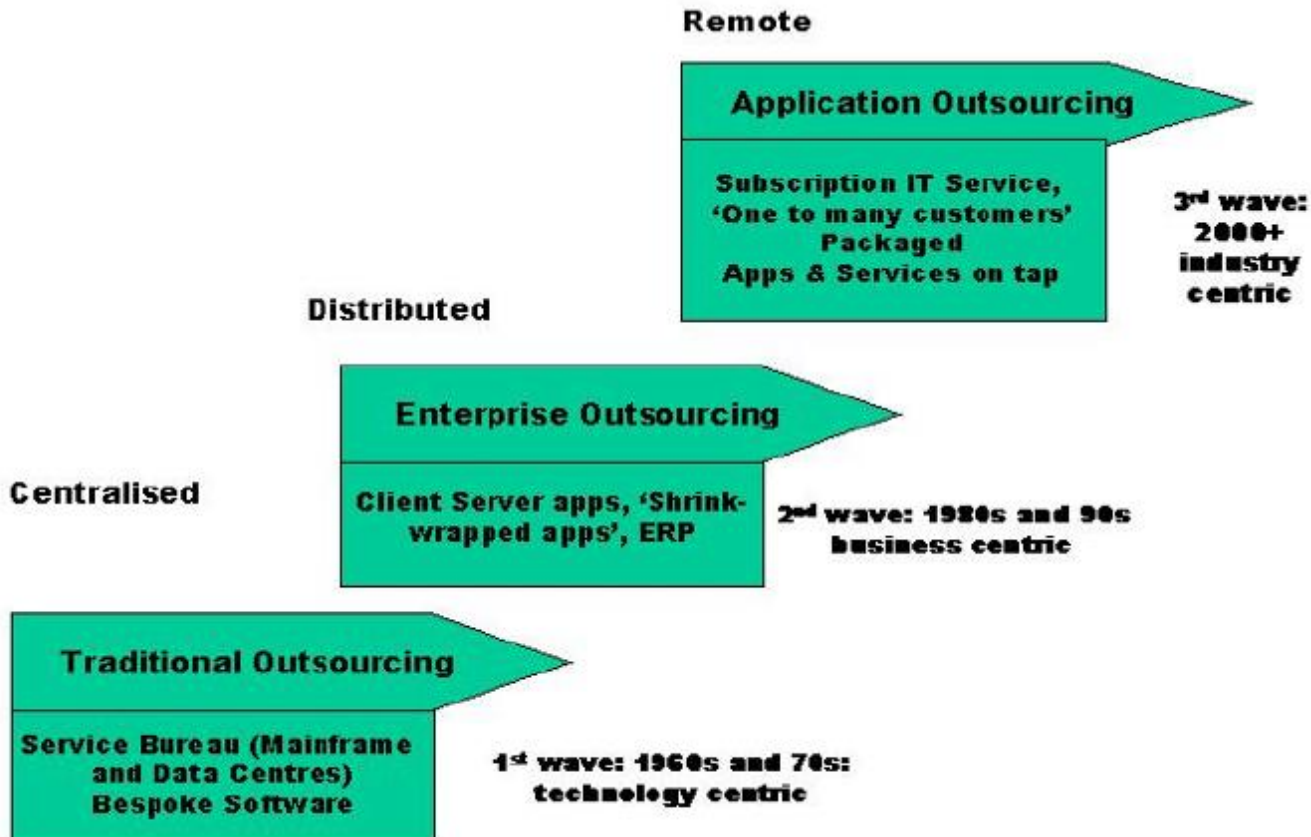 Remote
Application Outsourcing
Subscription IT Service,
‘One to many customers’
Packaged
Apps & Services on tap
3rd wave:
2000+
industry
centric
Distributed
Enterprise Outsourcing
Client Server apps, ‘Shrink-
wrapped apps’, ERP
2nd wave: 1980s and 90s
business centric
Centralised
Traditional Outsourcing
Service Bureau (Mainframe
and Data Centres)
Bespoke Software
1st wave: 1960s and 70s:
technology centric